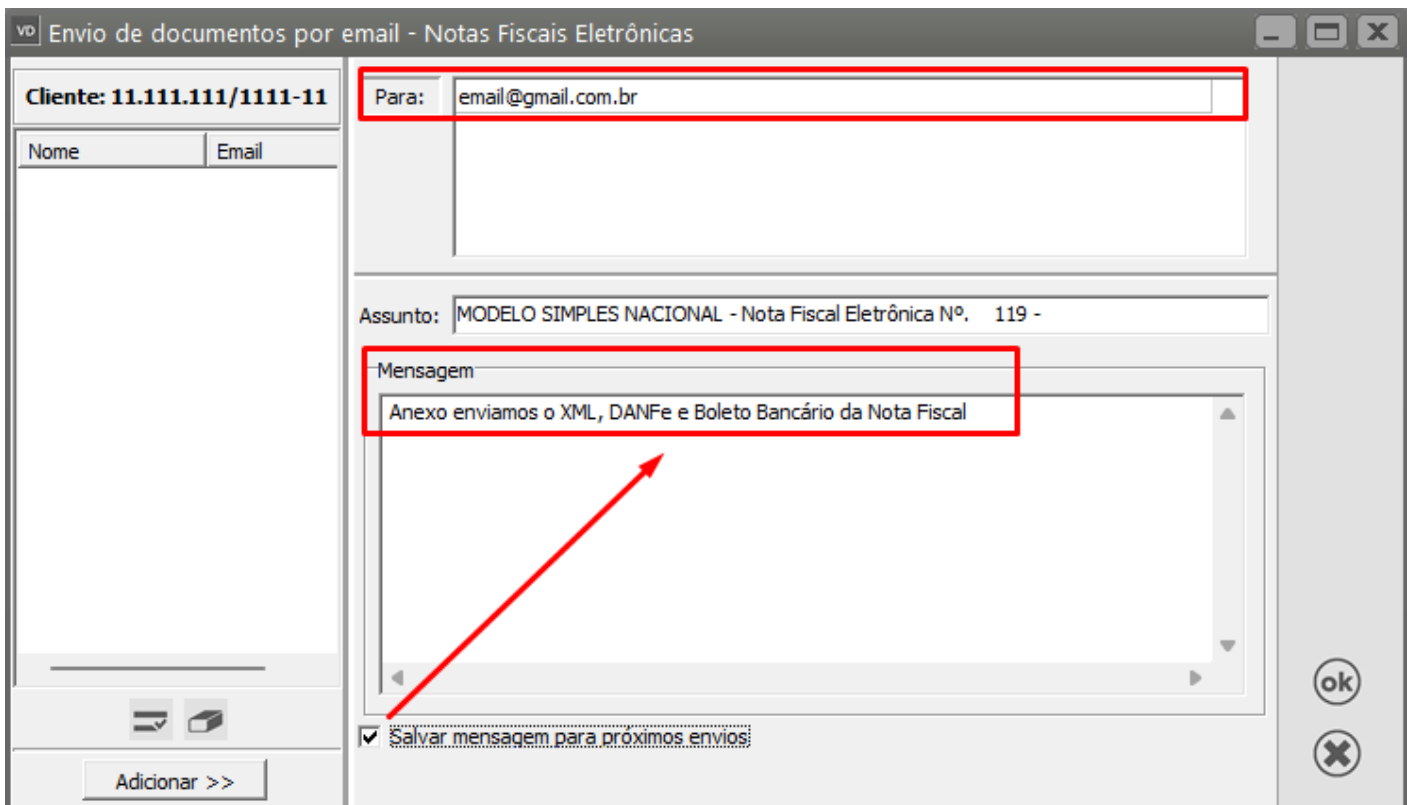 VD Envio de documentos por email - Notas Fiscais Eletrônicas
Cliente: 11.111.111/1111-11
Nome Email
Adicionar >>
Para: email@gmail.com.br
Assunto: MODELO SIMPLES NACIONAL - Nota Fiscal Eletrônica Nº. 119 -
Mensagem
Anexo enviamos o XML, DANFe e Boleto Bancário da Nota Fiscal
Salvar mensagem para próximos envios
ok